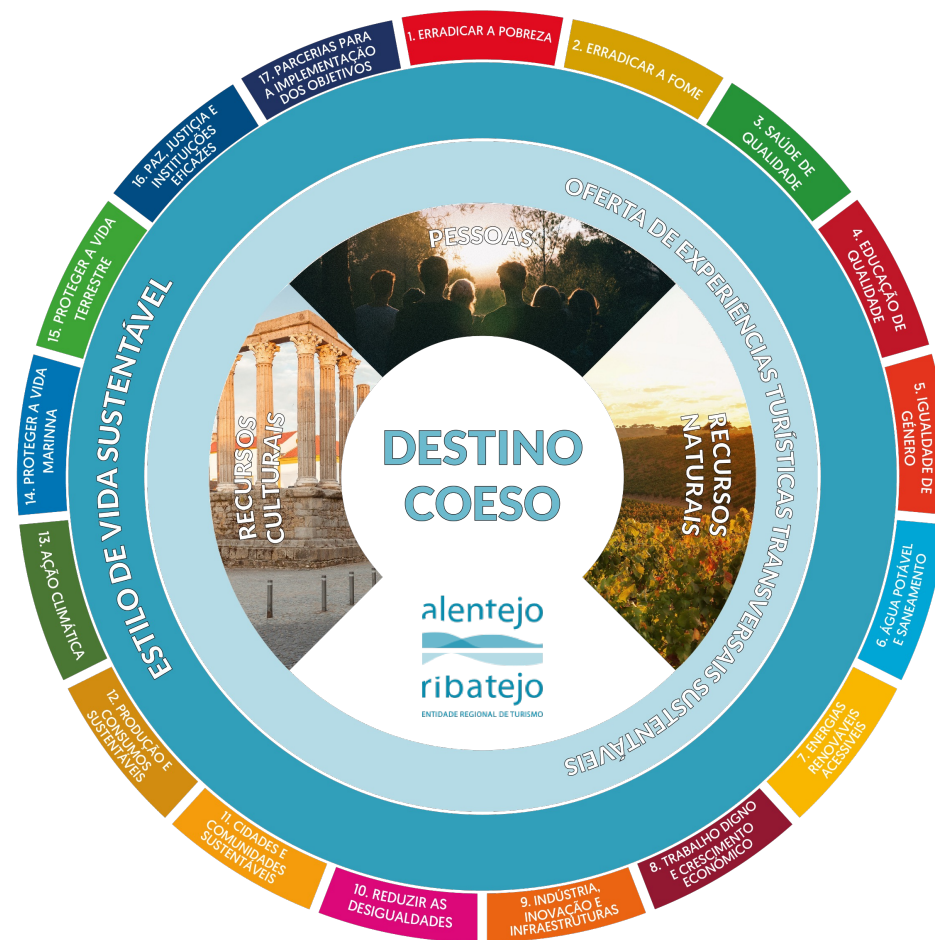 1. ERRADICAR A POBREZA
2. ERRADICAR A FOME
3. SAÚDE DE
QUALIDADE
4. EDUCAÇÃO DE
QUALIDADE
5. IGUALDADE DE
GÉNERO
6. ÁGUA POTÁVEL
E SANEAMENTO
7. ENERGIAS
RENOVÁVEIS
ACESSÍVEIS
8. TRABALHO DIGNO
E CRESCIMENTO
ECONÓMICO
9. INDÚSTRIA,
INOVAÇÃO E
INFRAESTRUTURAS
10. REDUZIR AS
DESIGUALDADES
11. CIDADES E
COMUNIDADES
SUSTENTÁVEIS
12. PRODUÇÃO E
CONSUMOS
SUSTENTÁVEIS
13. AÇÃO CLIMÁTICA
14. PROTEGER A VIDA
MARINNA
15. PROTEGER A VIDA
TERRESTRE
16. PAZ, JUSTIÇIA E
INSTITUIÇÕES
EFICAZES
17. PARCERIAS PARA
A IMPLEMENTAÇÃO
DOS OBJETIVOS
ESTILO DE VIDA SUSTENTÁVEL
OFERTA DE EXPERIÊNCIAS TURÍSTICAS TRANSVERSAIS SUSTENTÁVEIS
PESSOAS
RECURSOS
CULTURAIS
RECURSOS
NATURAIS
DESTINO
COESO
alentejo
ribatejo
ENTIDADE REGIONAL DE TURISMO